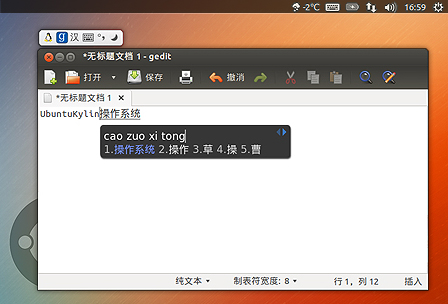 -2°C 16:59
汉
*无标题文档 1 - gedit
打开 保存 撤消
*无标题文档 1
UbuntuKylin操作系统
cao zuo xi tong
1.操作系统 2.操作 3.草 4.操 5.曹
纯文本 制表符宽度: 8 行 1，列 12 插入